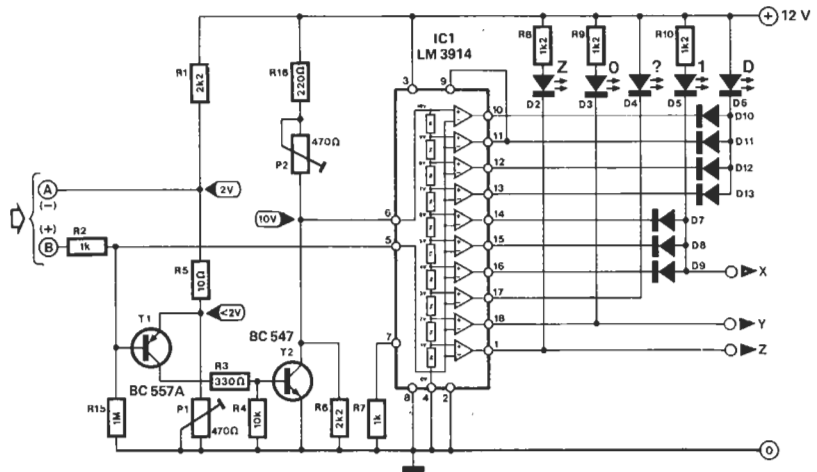 12 V
IC1
LM 3914
R8
1k2
R9
1k2
R10
1k2
Z
0
?
1
D
D2
D3
D4
D5
D6
R1
2k2
R16
220Ω
P2
470Ω
3
9
10
11
12
13
14
15
16
17
18
1
D10
D11
D12
D13
D7
D8
D9
A
(-)
(+)
B
2V
10V
6
5
R2
1k
R5
10Ω
<2V
T1
BC 557A
BC 547
T2
R3
330Ω
R15
1M
P1
470Ω
R4
10k
R6
2k2
R7
1k
7
8
4
2
X
Y
Z
0